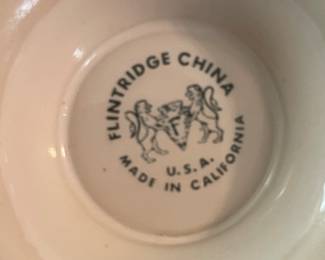 FLINTRIDGE CHINA
F
U.S.A.
MADE IN CALIFORNIA